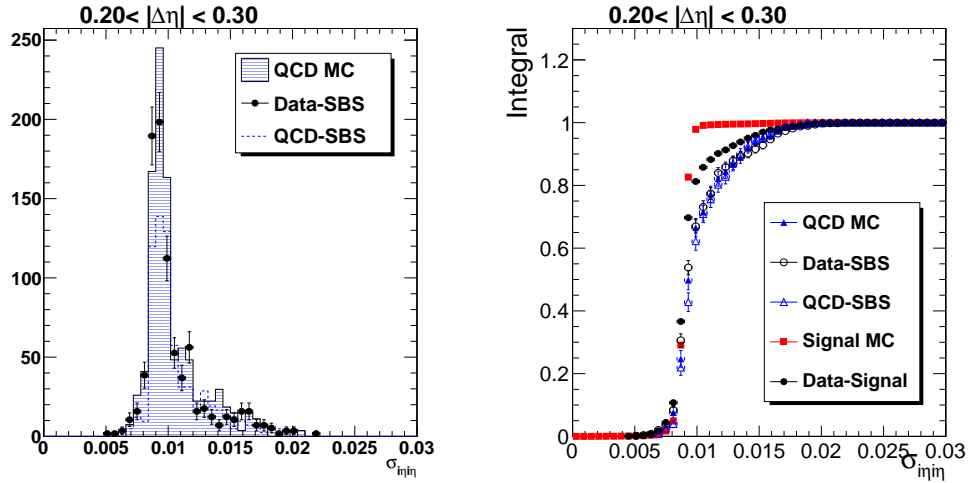 0.20< |Δη| < 0.30
250
200
150
100
50
0
0 0.005 0.01 0.015 0.02 0.025 0.03
σiηiη
QCD MC
Data-SBS
QCD-SBS
0.20< |Δη| < 0.30
Integral
1.2
1
0.8
0.6
0.4
0.2
0
0 0.005 0.01 0.015 0.02 0.025 0.03
σiηiη
QCD MC
Data-SBS
QCD-SBS
Signal MC
Data-Signal